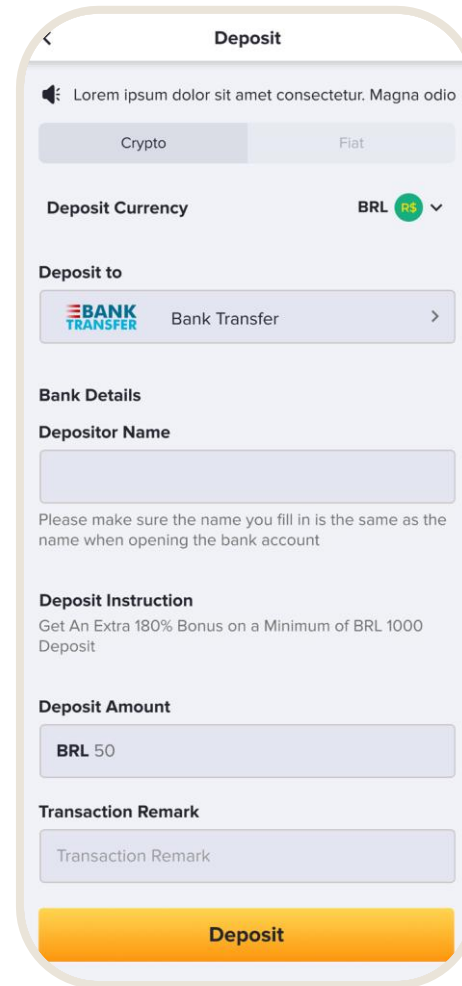 Deposit
Lorem ipsum dolor sit amet consectetur. Magna odio
Crypto
Fiat
Deposit Currency
BRL R$
Deposit to
BANK
TRANSFER
Bank Transfer
Bank Details
Depositor Name
Please make sure the name you fill in is the same as the
name when opening the bank account
Deposit Instruction
Get An Extra 180% Bonus on a Minimum of BRL 1000
Deposit
Deposit Amount
BRL 50
Transaction Remark
Transaction Remark
Deposit